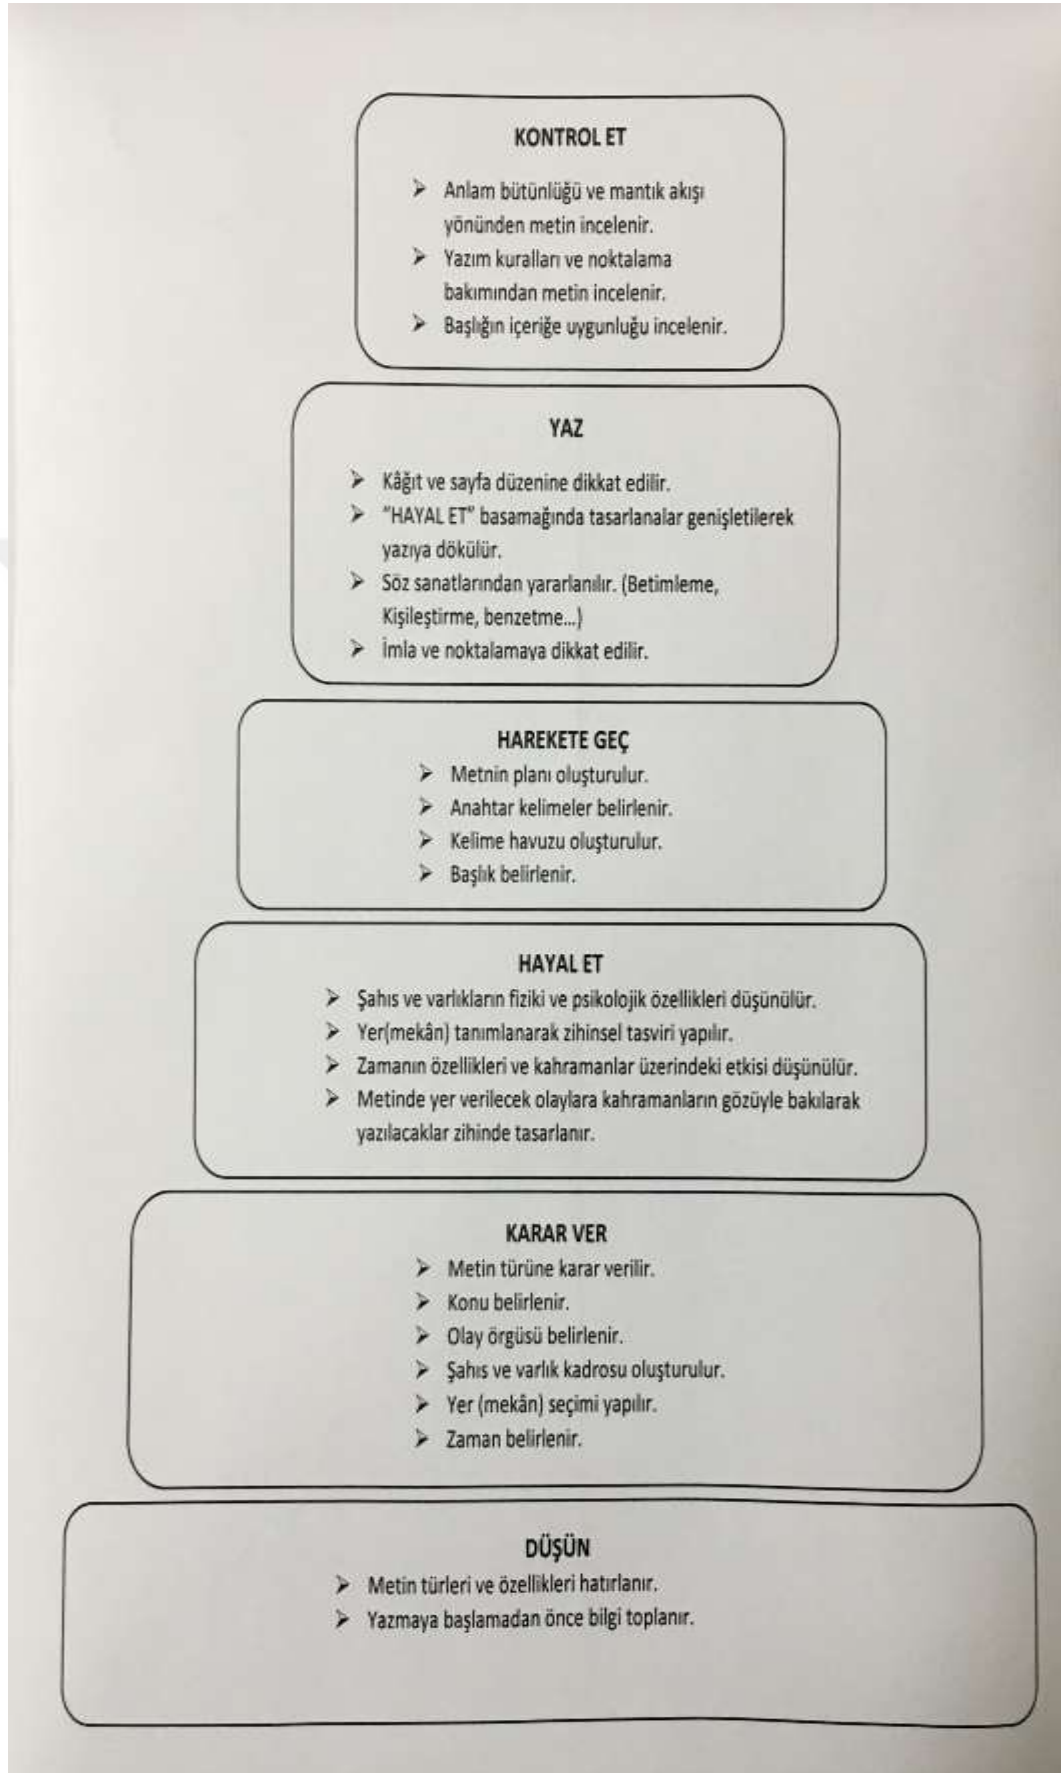 KONTROL ET
➢ Anlam bütünlüğü ve mantık akışı
yönünden metin incelenir.
➢ Yazım kuralları ve noktalama
bakımından metin incelenir.
➢ Başlığın içeriğe uygunluğu incelenir.
YAZ
➢ Kâğıt ve sayfa düzenine dikkat edilir.
➢ "HAYAL ET" basamağında tasarlanalar genişletilerek
yazıya dökülür.
➢ Söz sanatlarından yararlanılır. (Betimleme,
Kişileştirme, benzetme...)
➢ İmla ve noktalamaya dikkat edilir.
HAREKETE GEÇ
➢ Metnin planı oluşturulur.
➢ Anahtar kelimeler belirlenir.
➢ Kelime havuzu oluşturulur.
➢ Başlık belirlenir.
HAYAL ET
➢ Şahıs ve varlıkların fiziki ve psikolojik özellikleri düşünülür.
➢ Yer(mekân) tanımlanarak zihinsel tasviri yapılır.
➢ Zamanın özellikleri ve kahramanlar üzerindeki etkisi düşünülür.
➢ Metinde yer verilecek olaylara kahramanların gözüyle bakılarak
yazılacaklar zihinde tasarlanır.
KARAR VER
➢ Metin türüne karar verilir.
➢ Konu belirlenir.
➢ Olay örgüsü belirlenir.
➢ Şahıs ve varlık kadrosu oluşturulur.
➢ Yer (mekân) seçimi yapılır.
➢ Zaman belirlenir.
DÜŞÜN
➢ Metin türleri ve özellikleri hatırlanır.
➢ Yazmaya başlamadan önce bilgi toplanır.